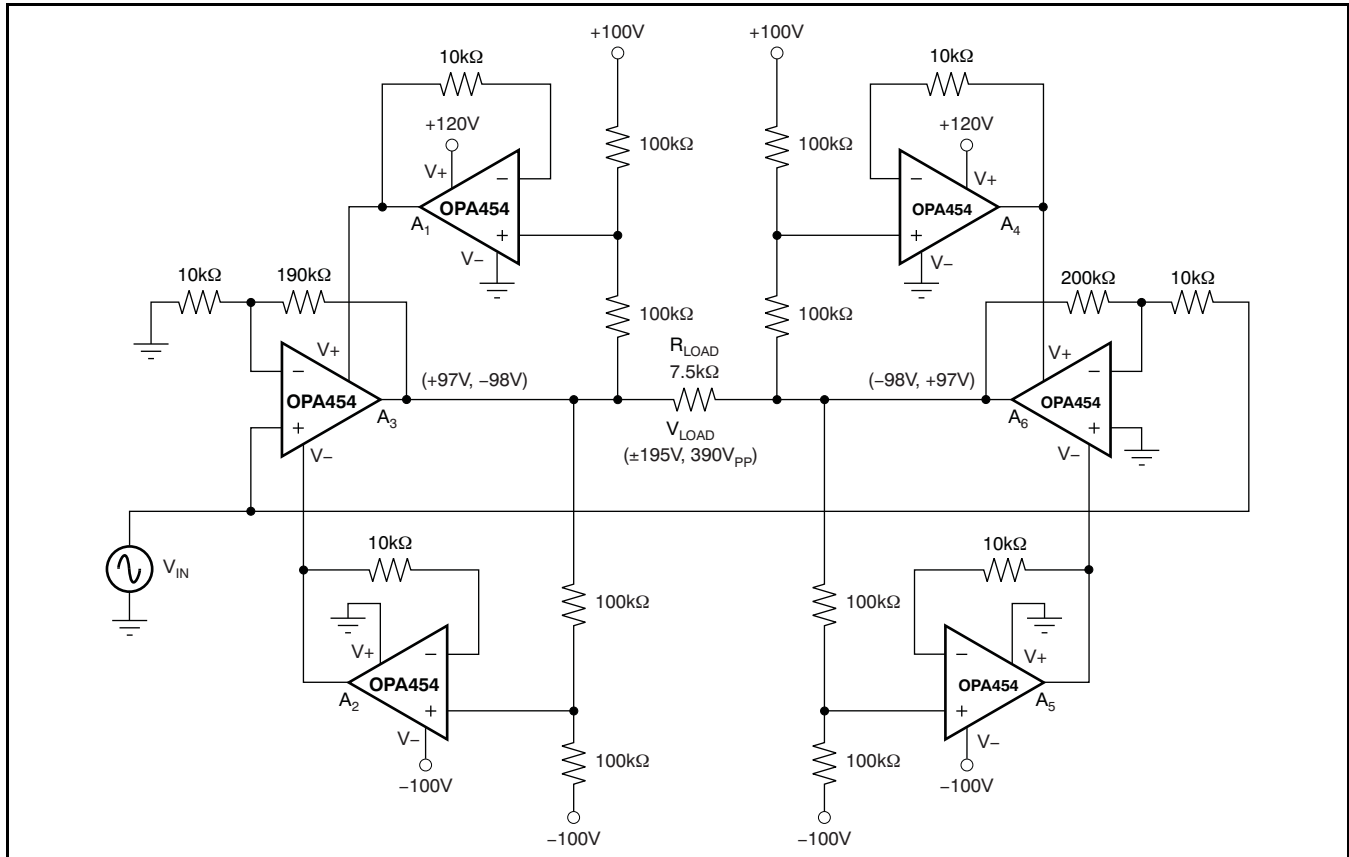 +100V
+100V
10kΩ
10kΩ
+120V
+120V
100kΩ
100kΩ
V+
V+
−
−
OPA454
OPA454
A1
A4
+
+
V−
V−
10kΩ
190kΩ
200kΩ
10kΩ
100kΩ
100kΩ
RLOAD
7.5kΩ
V+
V+
−
−
(+97V, −98V)
(−98V, +97V)
OPA454
OPA454
A3
A6
+
+
VLOAD
(±195V, 390VPP)
V−
V−
VIN
10kΩ
10kΩ
100kΩ
100kΩ
V+
V+
−
−
OPA454
OPA454
A2
A5
+
+
V−
V−
100kΩ
100kΩ
−100V
−100V
−100V
−100V